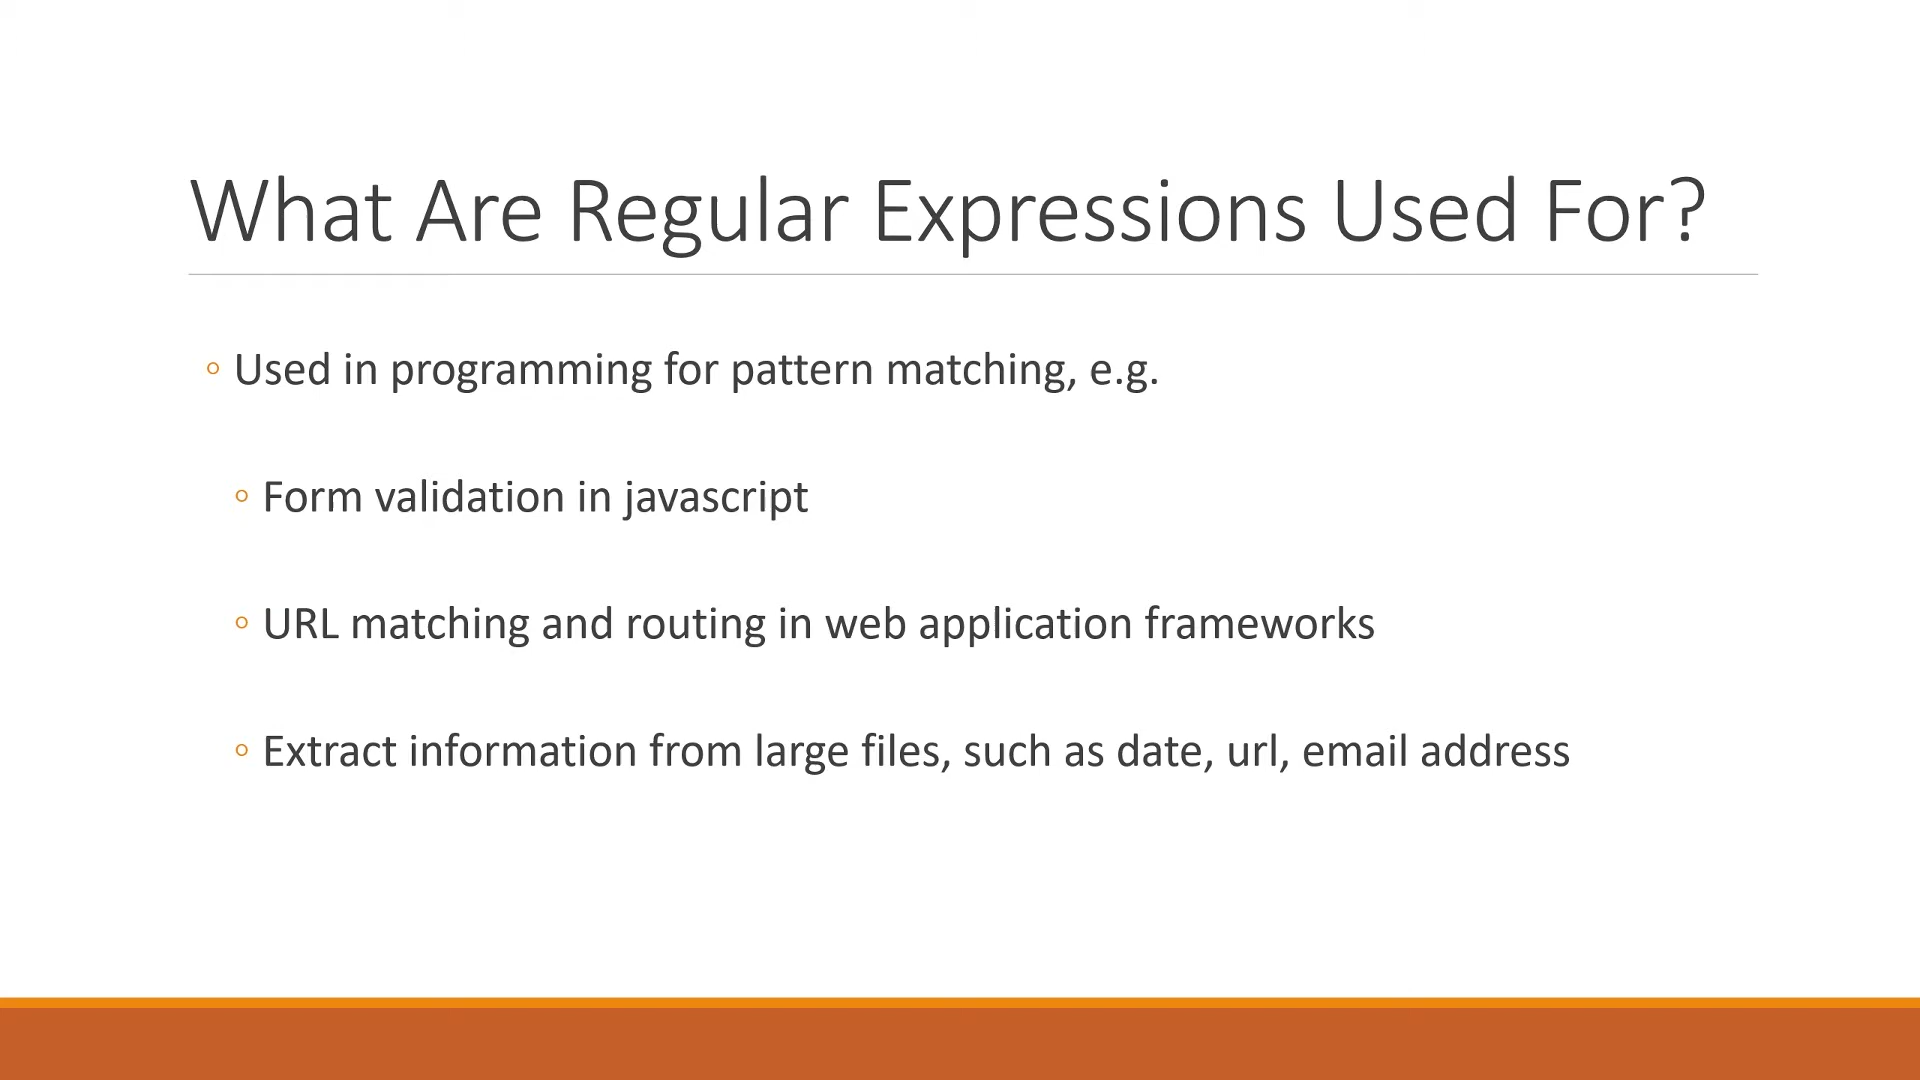 What Are Regular Expressions Used For?
◦ Used in programming for pattern matching, e.g.
◦ Form validation in javascript
◦ URL matching and routing in web application frameworks
◦ Extract information from large files, such as date, url, email address